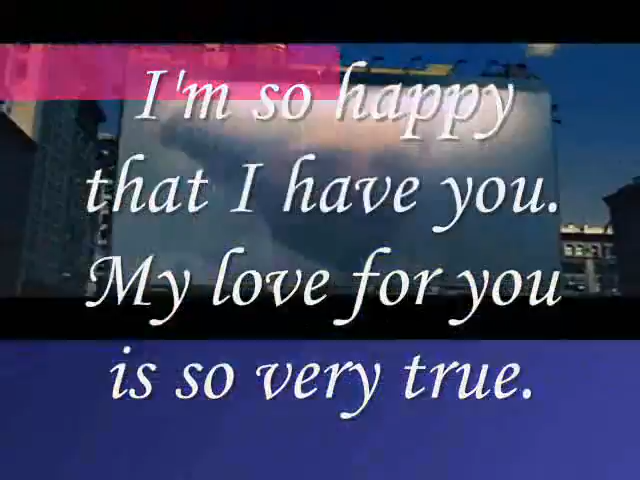 I'm so happy
that I have you.
My love for you
is so very true.